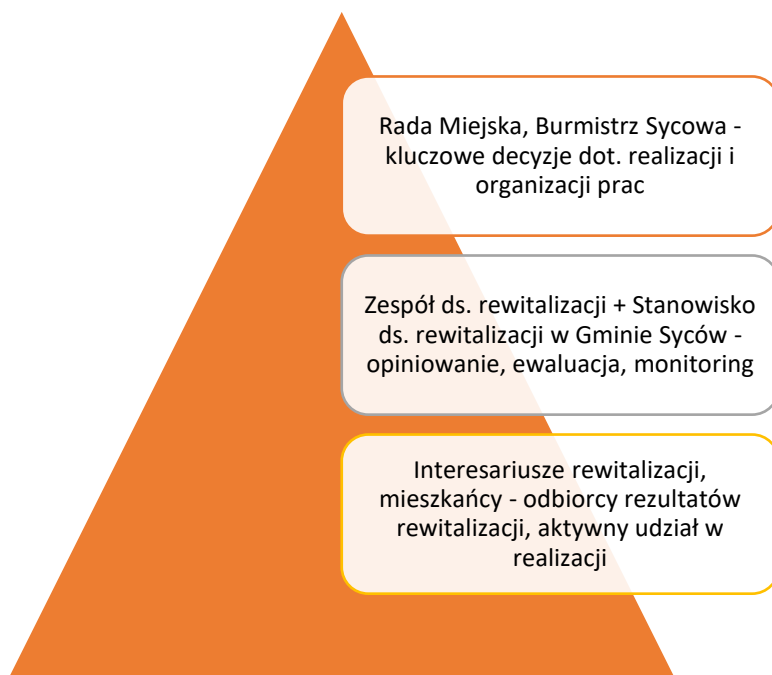 Rada Miejska, Burmistrz Sycowa -
kluczowe decyzje dot. realizacji i
organizacji prac
Zespół ds. rewitalizacji + Stanowisko
ds. rewitalizacji w Gminie Syców -
opiniowanie, ewaluacja, monitoring
Interesariusze rewitalizacji,
mieszkańcy - odbiorcy rezultatów
rewitalizacji, aktywny udział w
realizacji